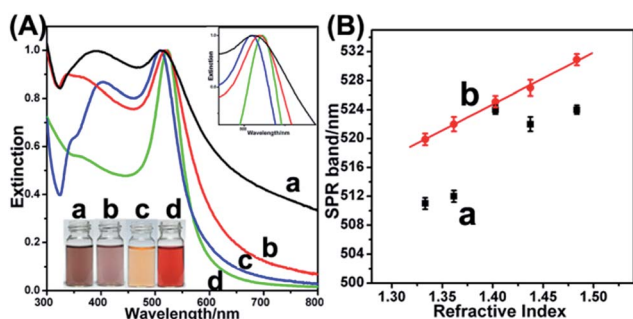 (A)
1.0
0.8
0.6
0.4
0.2
0.0
Extinction
300
400
500
600
700
800
Wavelength/nm
Extinction
Wavelength/nm
a
b
c
d
a
b
c
d
(B)
532
528
524
520
516
512
508
504
500
SPR band/nm
b
a
1.30
1.35
1.40
1.45
1.50
Refractive Index